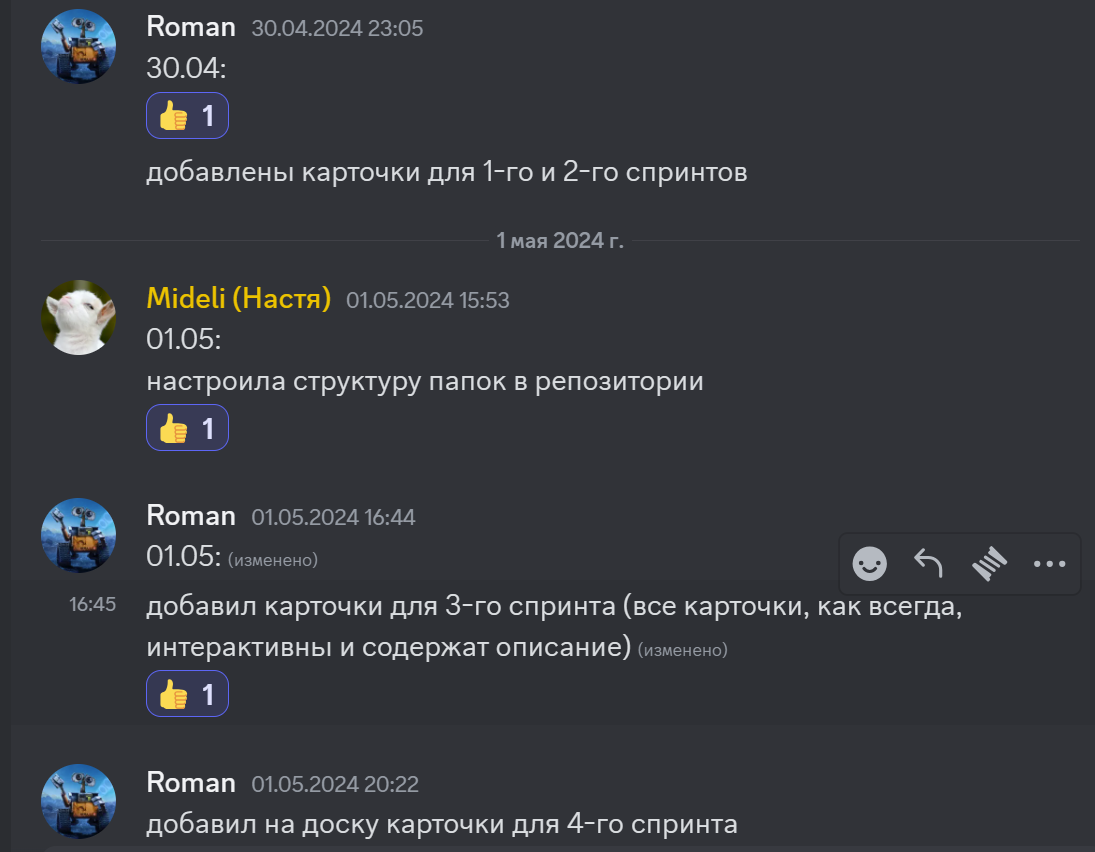 Roman 30.04.2024 23:05
30.04:
👍 1
добавлены карточки для 1-го и 2-го спринтов
1 мая 2024 г.
Mideli (Настя) 01.05.2024 15:53
01.05:
настроила структуру папок в репозитории
👍 1
Roman 01.05.2024 16:44
01.05: (изменено)
16:45 добавил карточки для 3-го спринта (все карточки, как всегда,
интерактивны и содержат описание) (изменено)
👍 1
Roman 01.05.2024 20:22
добавил на доску карточки для 4-го спринта